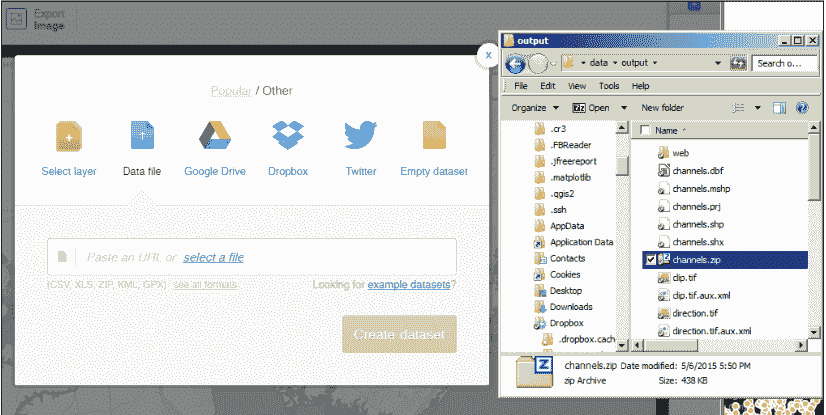 Export
Image
x
Popular / Other
Select layer
Data file
Google Drive
Dropbox
Twitter
Empty dataset
Paste an URL or select a file
(CSV, XLS, ZIP, KML, GPX) see all formats
Looking for example datasets?
Create dataset
output
data output
Search o...
File Edit View Tools Help
Organize Open New folder
.cr3
.FBReader
.jfreereport
.matplotlib
.qgis2
.ssh
AppData
Application Data
Contacts
Cookies
Desktop
Downloads
Dropbox
.dropbox.cach
Name
web
channels.dbf
channels.mshp
channels.prj
channels.shp
channels.shx
channels.zip
clip.tif
clip.tif.aux.xml
direction.tif
direction.tif.aux.xml
channels.zip Date modified: 5/6/2015 5:50 PM
zip Archive Size: 438 KB